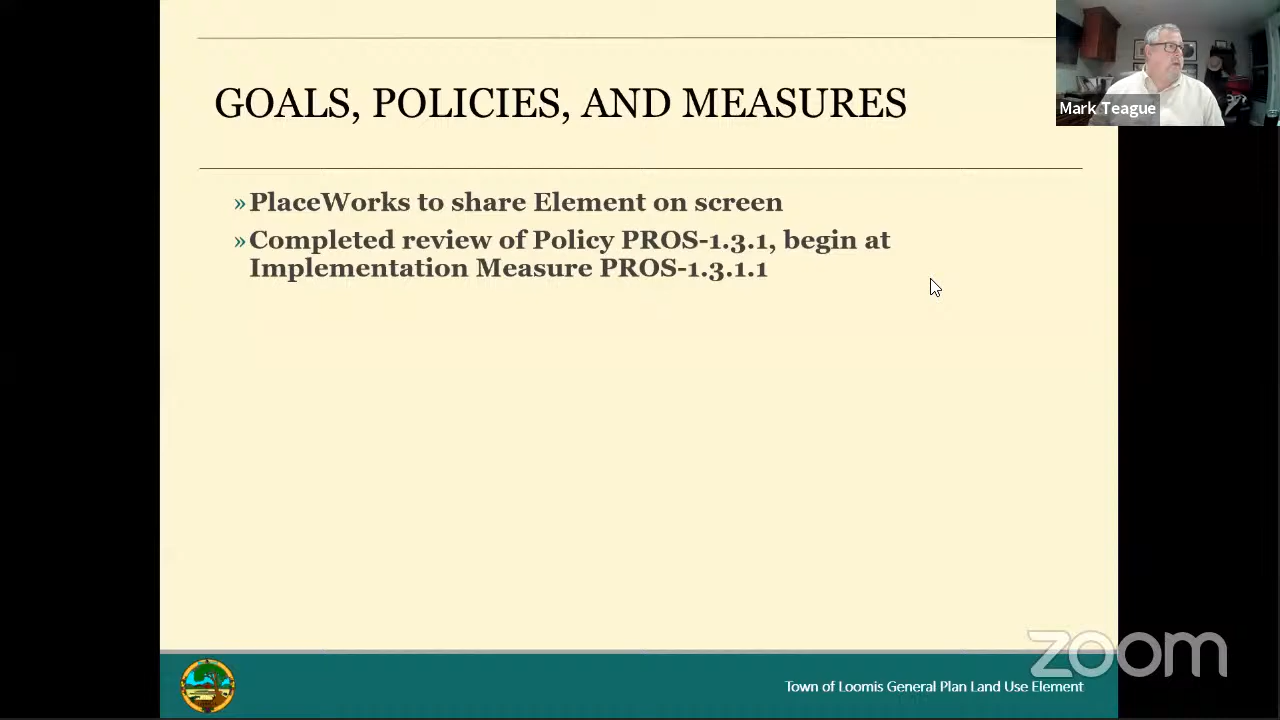 GOALS, POLICIES, AND MEASURES
Mark Teague
»PlaceWorks to share Element on screen
»Completed review of Policy PROS-1.3.1, begin at
Implementation Measure PROS-1.3.1.1
zoom
Town of Loomis General Plan Land Use Element